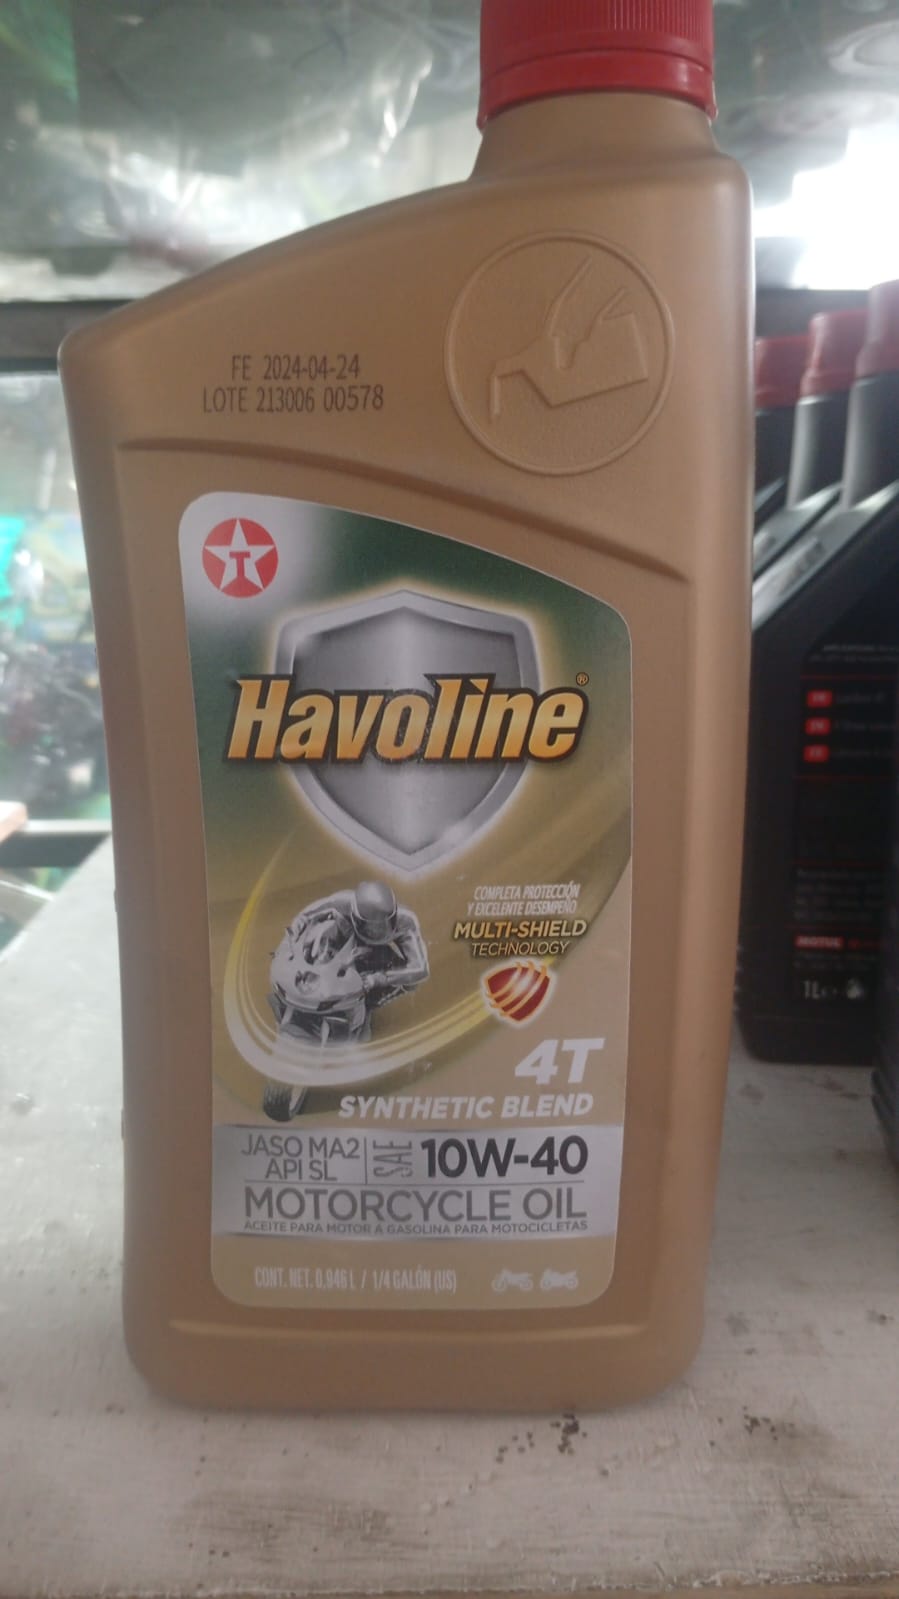 FE 2024-04-24
LOTE 213006 00578
T
Havoline®
COMPLETA PROTECCIÓN
Y EXCELENTE DESEMPEÑO
MULTI-SHIELD
TECHNOLOGY
4T
SYNTHETIC BLEND
JASO MA2
API SL
SAE 10W-40
MOTORCYCLE OIL
ACEITE PARA MOTOR A GASOLINA PARA MOTOCICLETAS
CONT. NET. 0,946 L / 1/4 GALÓN (US)
MOTUL
1L